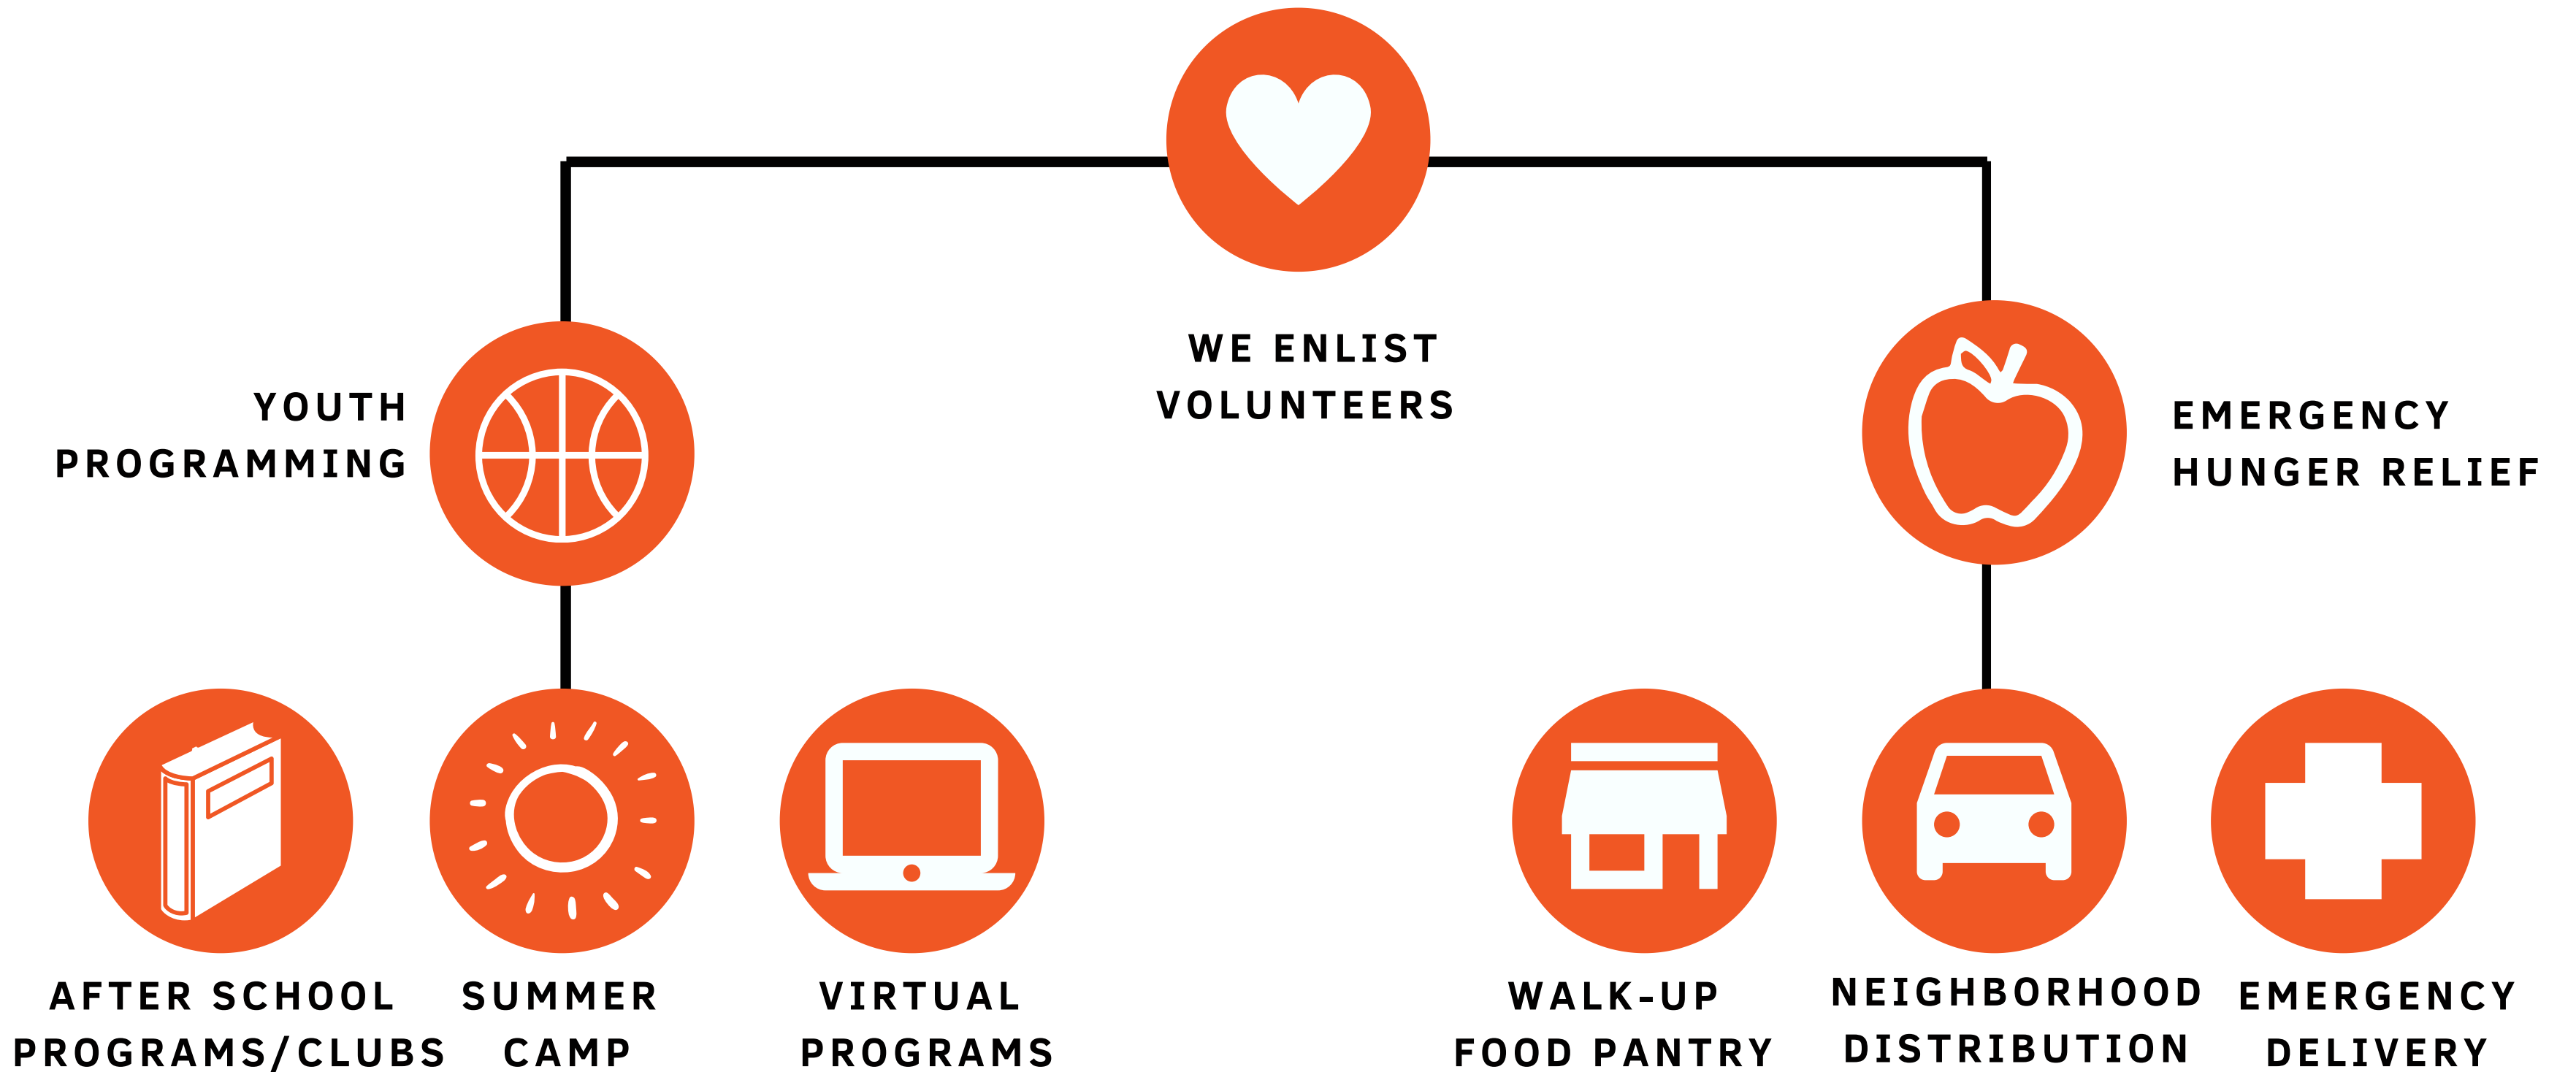 WE ENLIST
VOLUNTEERS
YOUTH
PROGRAMMING
EMERGENCY
HUNGER RELIEF
AFTER SCHOOL
PROGRAMS/CLUBS
SUMMER
CAMP
VIRTUAL
PROGRAMS
WALK-UP
FOOD PANTRY
NEIGHBORHOOD
DISTRIBUTION
EMERGENCY
DELIVERY